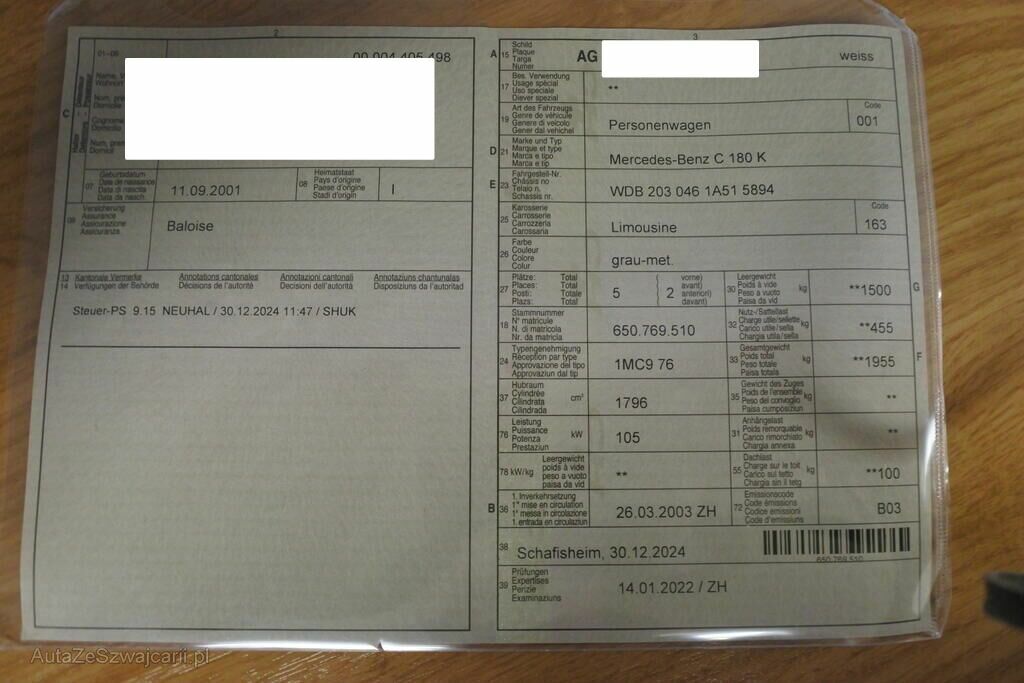 2
01-06
00.004.405.498
C
Name, V
Wohnort
Nom, pré
Domicile
Cognome
Domicilio
Num, pren
Domicil
07 Geburtsdatum
Date de naissance
Data di nascita
Data da nasch.
11.09.2001
08 Heimatstaat
Pays d'origine
Paese d'origine
Stadi d'origin
I
09 Versicherung
Assurance
Assicurazione
Assicuranza
Baloise
13 Kantonale Vermerke Annotations cantonales Annotazioni cantonali Annotaziuns chantunalas
14 Verfügungen der Behörde Décisions de l'autorité Decisioni dell'autorità Disposiziuns da l'autoritad
Steuer-PS 9.15 NEUHAL / 30.12.2024 11:47 / SHUK
3
A 15 Schild
Plaque
Targa
Numer
AG
weiss
17 Bes. Verwendung
Usage spécial
Uso speciale
Diever spezial
**
19 Art des Fahrzeugs
Genre de véhicule
Genere di veicolo
Gener dal vehichel
Personenwagen
Code
001
D 21 Marke und Typ
Marque et type
Marca e tipo
Marca e tip
Mercedes-Benz C 180 K
E 23 Fahrgestell-Nr.
Châssis no
Telaio n.
Schassis nr.
WDB 203 046 1A51 5894
25 Karosserie
Carrosserie
Carrozzeria
Carossaria
Limousine
Code
163
26 Farbe
Couleur
Colore
Colur
grau-met.
27 Plätze: Total
Places: Total
Posti: Totale
Plazs: Total
5 ( 2 vorne)
avant)
anteriori)
davant)
30 Leergewicht
Poids à vide
Peso a vuoto
Paisa da vid
kg
**1500
G
18 Stammnummer
N° matricule
N. di matricola
Nr. da matricla
650.769.510
32 Nutz-/Sattellast
Charge utile/sellette
Carico utile/sella
Chargia utila/sella
kg
**455
24 Typengenehmigung
Réception par type
Approvazione del tipo
Approvaziun dal tip
1MC9 76
33 Gesamtgewicht
Poids total
Peso totale
Paisa totala
kg
**1955
F
37 Hubraum
Cylindrée
Cilindrata
Cilindrada
cm³
1796
35 Gewicht des Zuges
Poids de l'ensemble
Peso del convoglio
Paisa cumposiziun
kg
**
76 Leistung
Puissance
Potenza
Prestaziun
kW
105
31 Anhängelast
Poids remorquable
Carico rimorchiato
Chargia annexa
kg
**
78 kW/kg Leergewicht
poids à vide
peso a vuoto
paisa da vid
**
55 Dachlast
Charge sur le toit
Carico sul tetto
Chargia sin il tetg
kg
**100
B 36 1. Inverkehrsetzung
1re mise en circulation
1a messa in circolazione
1. entrada en circulaziun
26.03.2003 ZH
72 Emissionscode
Code émissions
Codice emissioni
Code d'emissiuns
B03
38 Schafisheim, 30.12.2024
650.769.510
39 Prüfungen
Expertises
Perizie
Examinaziuns
14.01.2022 / ZH
AutaZeSzwajcarii.pl